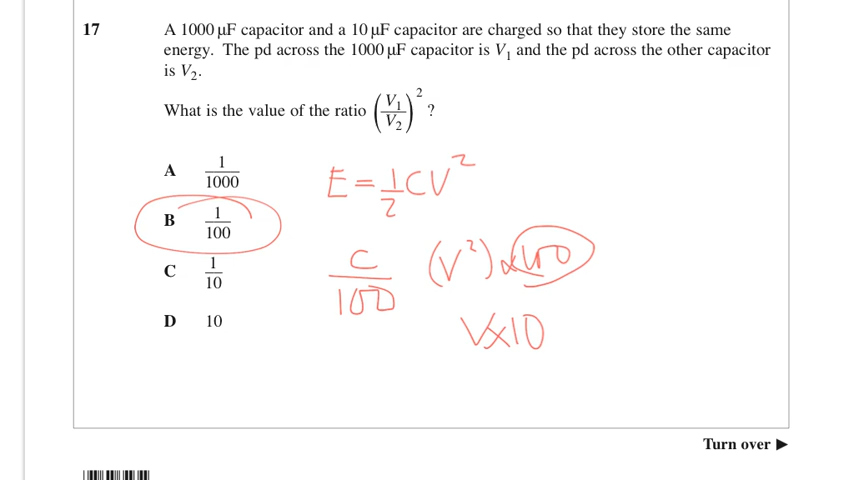 17 A 1000 µF capacitor and a 10 µF capacitor are charged so that they store the same
energy. The pd across the 1000 µF capacitor is V₁ and the pd across the other capacitor
is V₂.
What is the value of the ratio (V₁/V₂)² ?
A 1/1000
B 1/100
C 1/10
D 10
E = 1/2 CV²
C/100 (V²) ×100
V×10
Turn over ▶